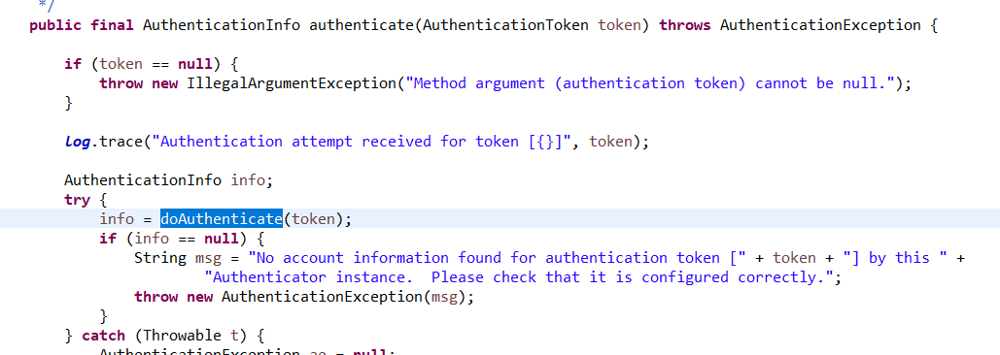 */
public final AuthenticationInfo authenticate(AuthenticationToken token) throws AuthenticationException {
if (token == null) {
throw new IllegalArgumentException("Method argument (authentication token) cannot be null.");
}
log.trace("Authentication attempt received for token [{}]", token);
AuthenticationInfo info;
try {
info = doAuthenticate(token);
if (info == null) {
String msg = "No account information found for authentication token [" + token + "] by this " +
"Authenticator instance.  Please check that it is configured correctly.";
throw new AuthenticationException(msg);
}
} catch (Throwable t) {
AuthenticationException ae = null;